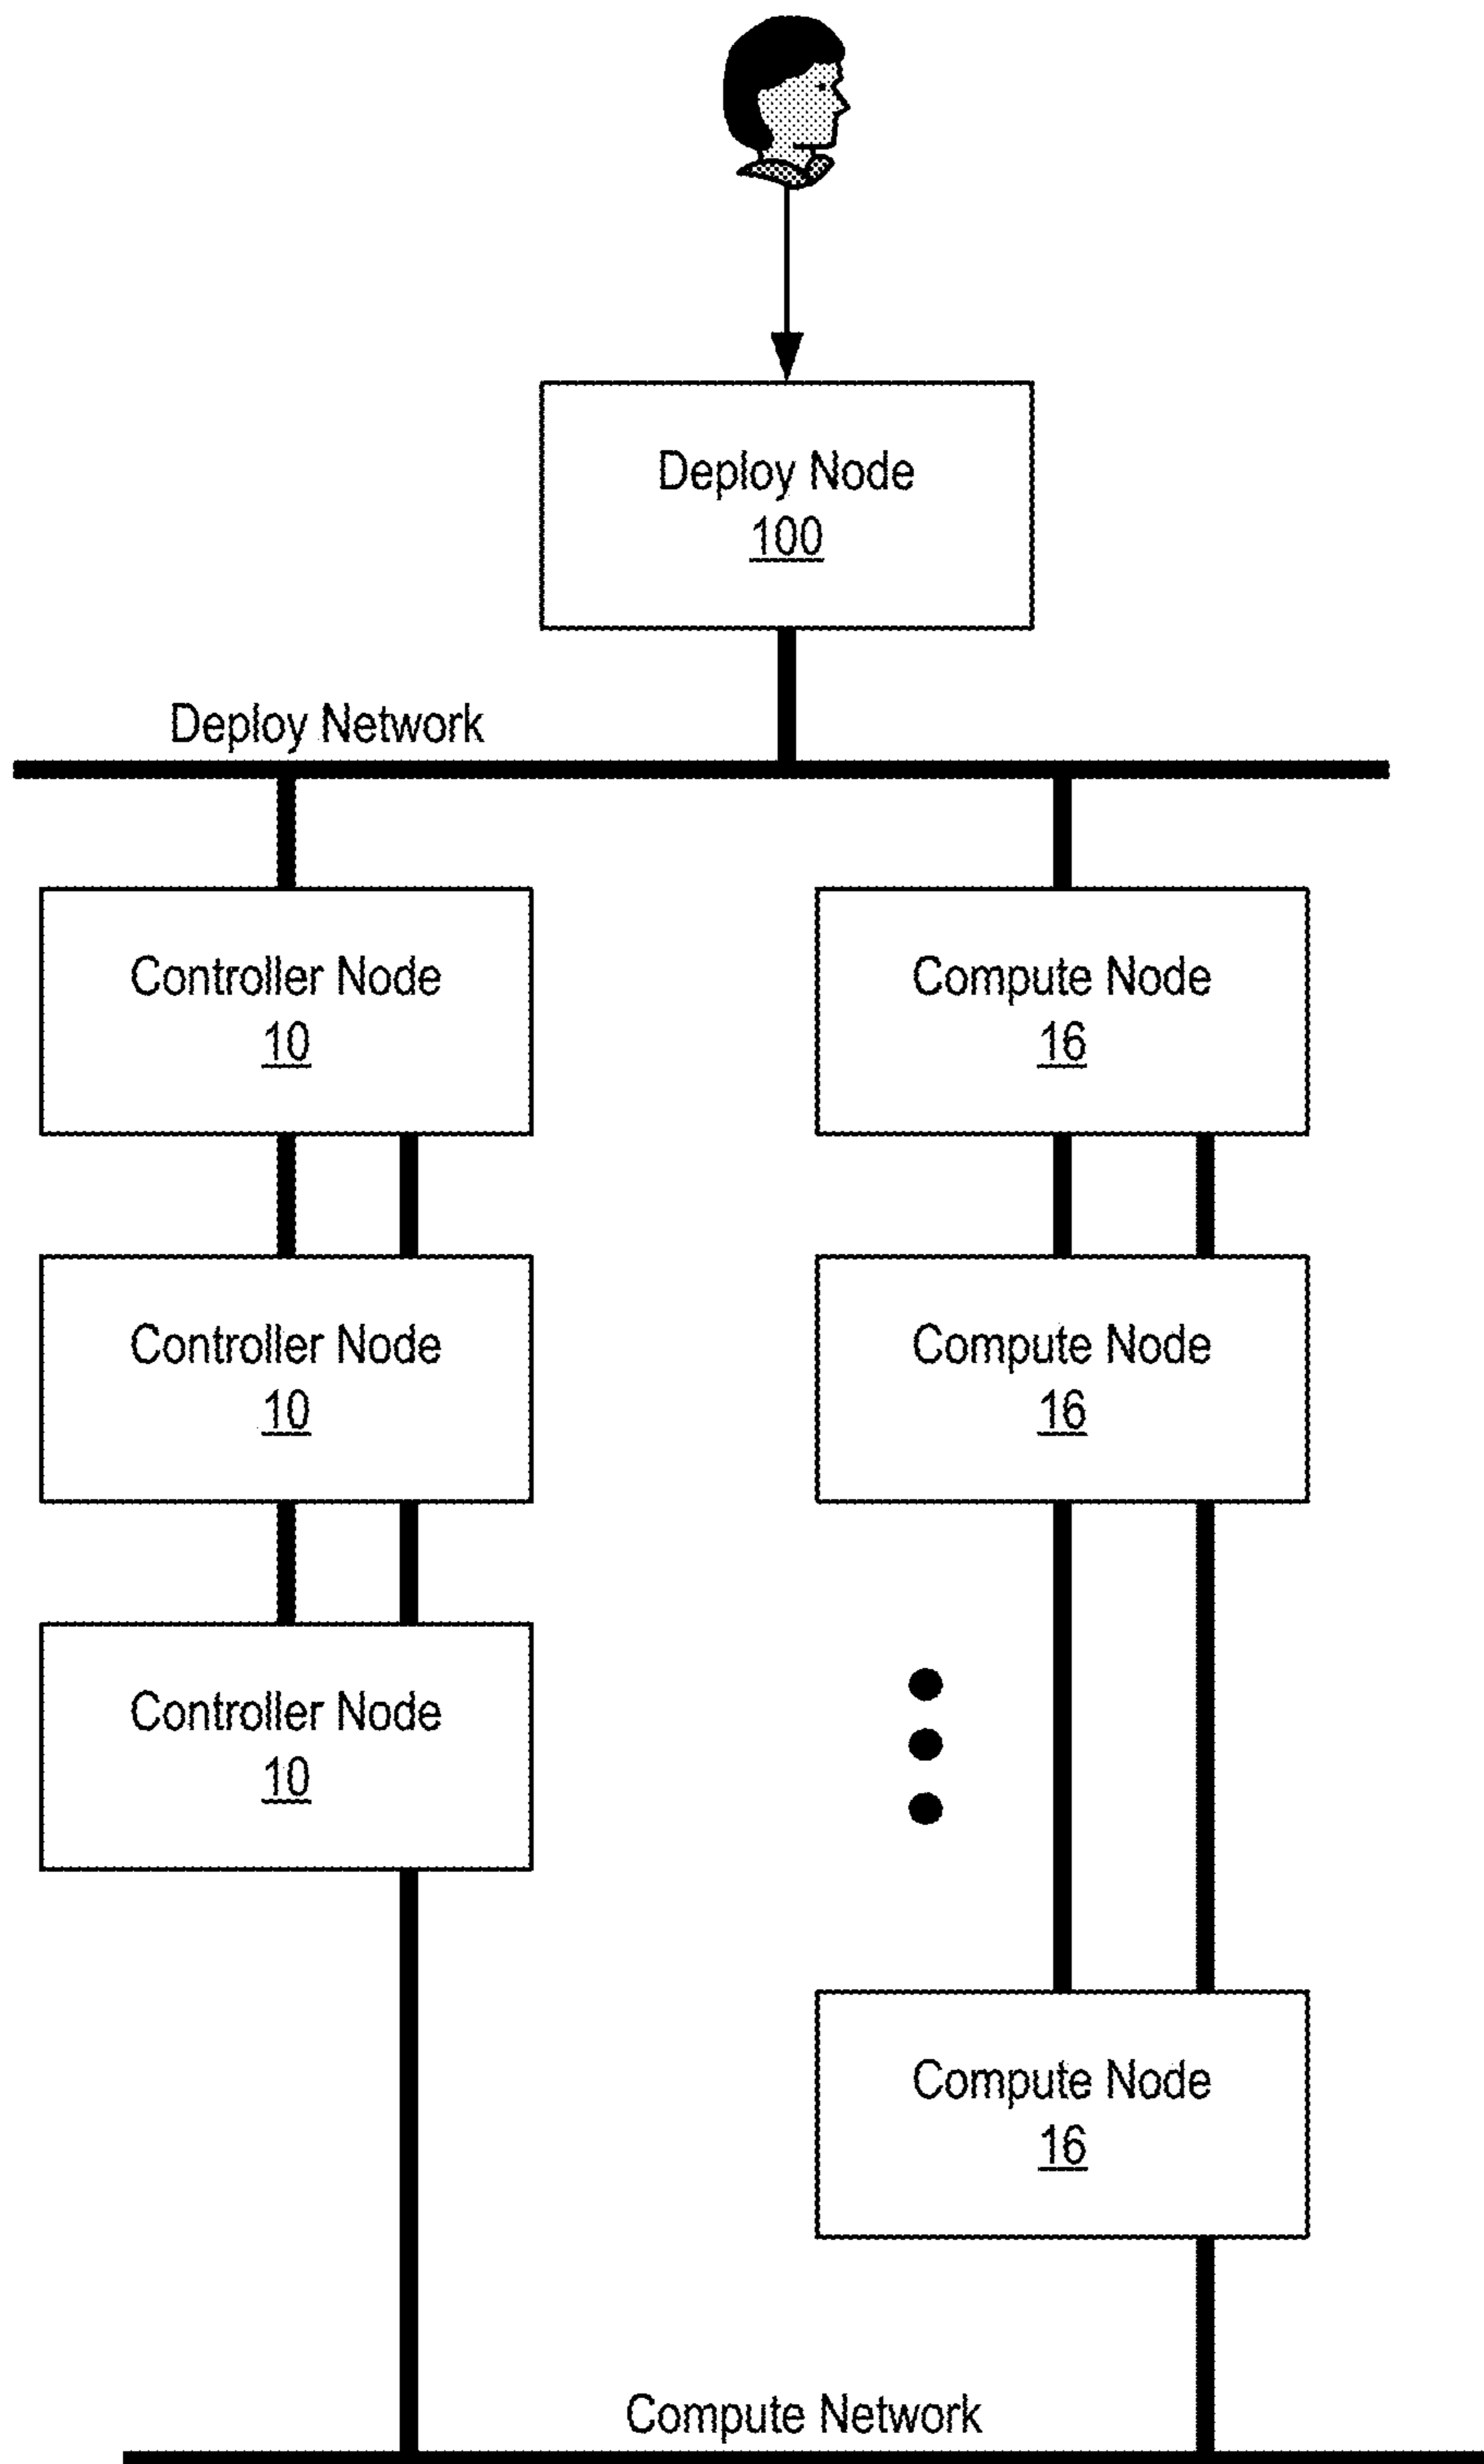 Deploy Node
100
Deploy Network
Controller Node
10
Compute Node
16
Controller Node
10
Compute Node
16
Controller Node
10
Compute Node
16
Compute Network